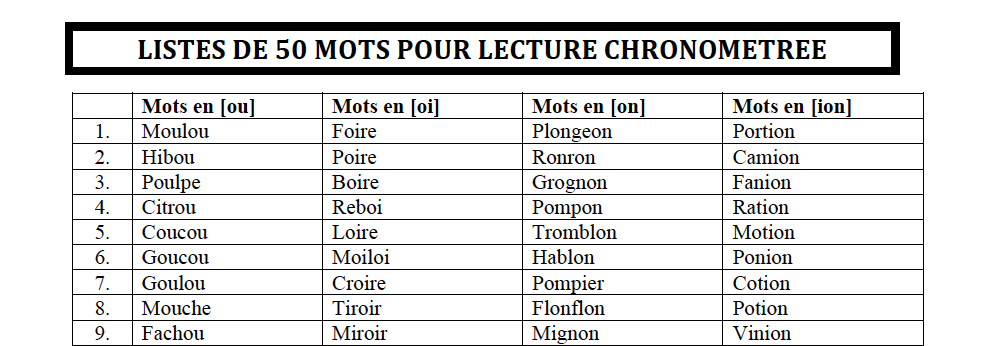 LISTES DE 50 MOTS POUR LECTURE CHRONOMETREE
Mots en [ou] Mots en [oi] Mots en [on] Mots en [ion]
1. Moulou Foire Plongeon Portion
2. Hibou Poire Ronron Camion
3. Poulpe Boire Grognon Fanion
4. Citrou Reboi Pompon Ration
5. Coucou Loire Tromblon Motion
6. Goucou Moiloi Hablon Ponion
7. Goulou Croire Pompier Cotion
8. Mouche Tiroir Flonflon Potion
9. Fachou Miroir Mignon Vinion